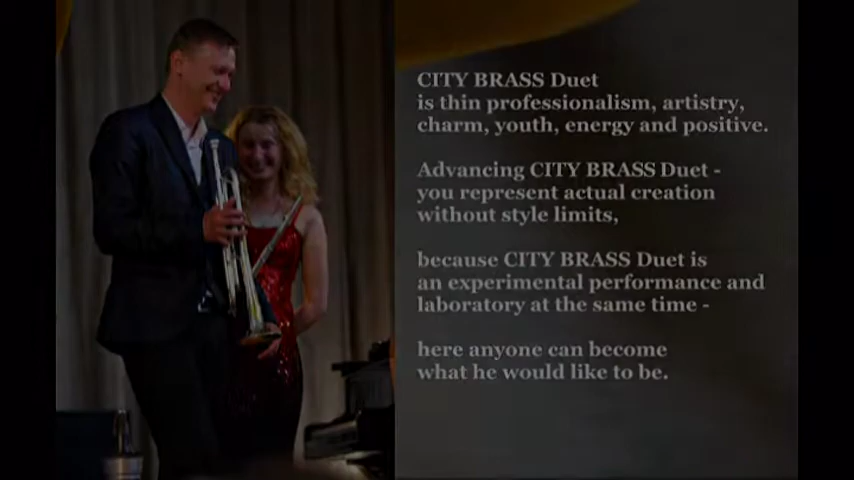 CITY BRASS Duet
is thin professionalism, artistry,
charm, youth, energy and positive.
Advancing CITY BRASS Duet -
you represent actual creation
without style limits,
because CITY BRASS Duet is
an experimental performance and
laboratory at the same time -
here anyone can become
what he would like to be.